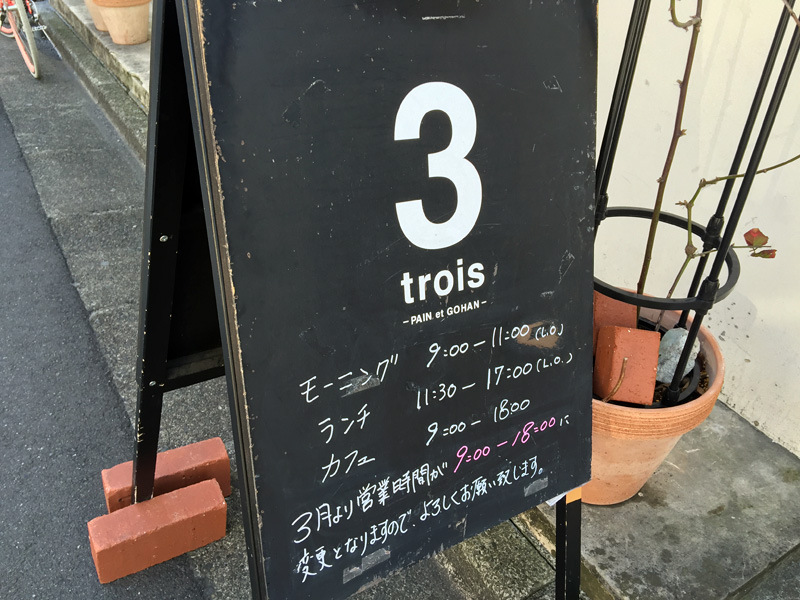 3
trois
-PAIN et GOHAN-
モーニング 9:00-11:00(L.O.)
ランチ 11:30-17:00(L.O.)
カフェ 9:00-18:00
3月より営業時間が9:00-18:00に
変更となりますので、よろしくお願い致します。